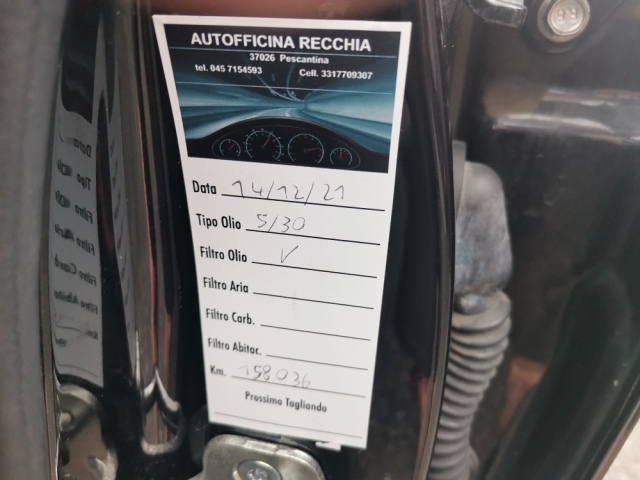 AUTOFFICINA RECCHIA
37026 Pescantina
tel. 045 7154593 Cell. 3317709307
Data 14/12/21
Tipo Olio 5/30
Filtro Olio V
Filtro Aria
Filtro Carb.
Filtro Abitac.
Km. 158036
Prossimo Tagliando